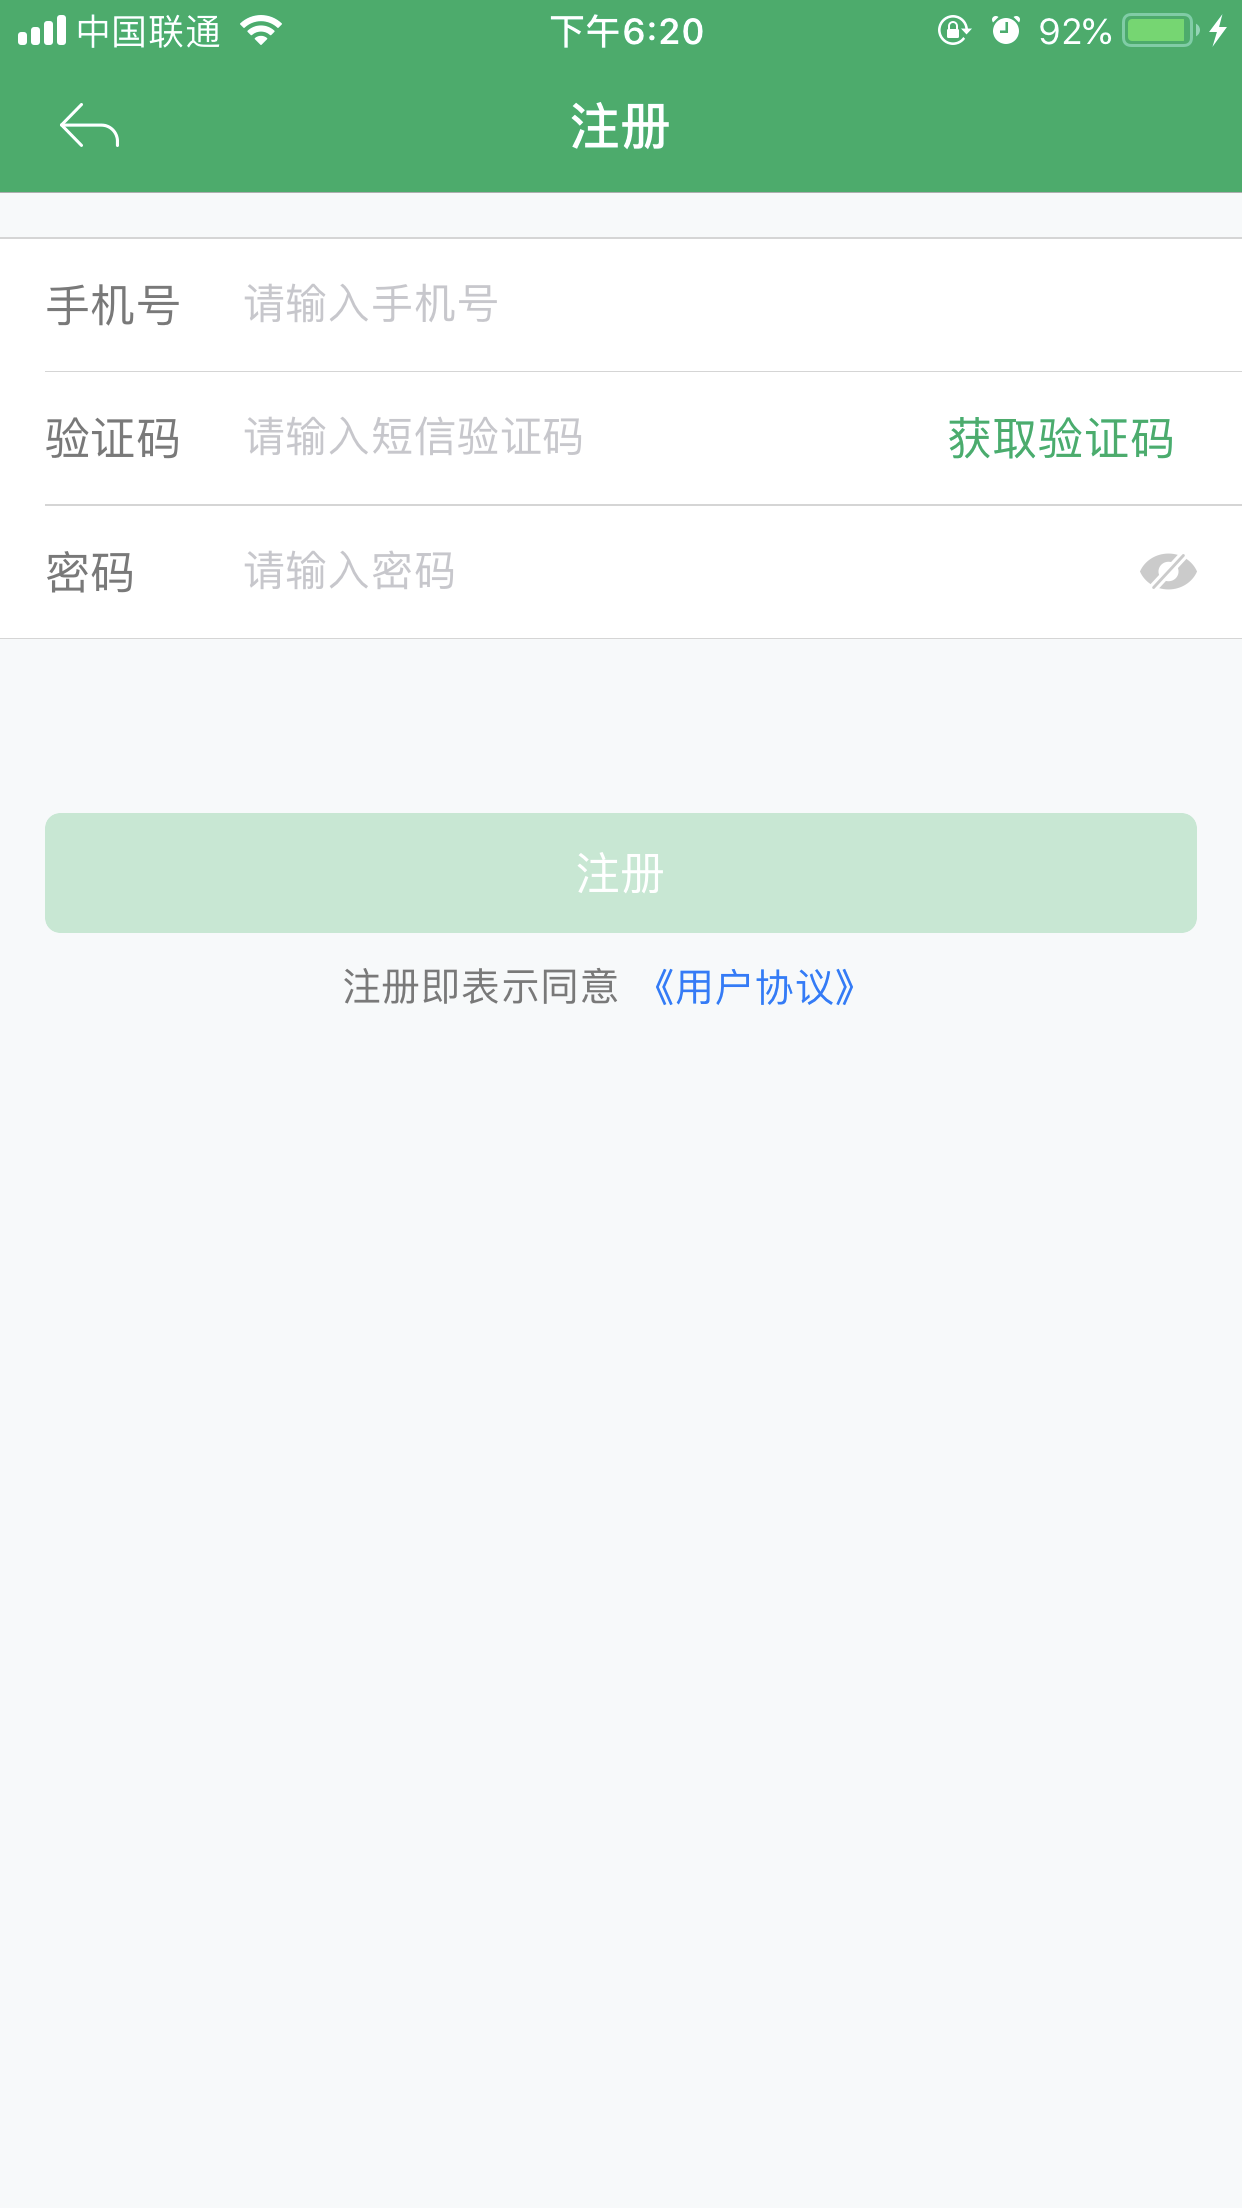 中国联通 下午6:20 92%
注册
手机号 请输入手机号
验证码 请输入短信验证码 获取验证码
密码 请输入密码
注册
注册即表示同意 《用户协议》